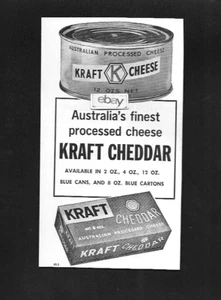 AUSTRALIAN PROCESSED CHEESE
KRAFT K CHEESE
12 OZS NET
ebay
Australia's finest
processed cheese
KRAFT CHEDDAR
AVAILABLE IN 2 OZ., 4 OZ., 12 OZ.
BLUE CANS, AND 8 OZ. BLUE CARTONS
KRAFT
CHEDDAR
AUSTRALIAN PROCESSED CHEESE
KRAFT CHEDDAR